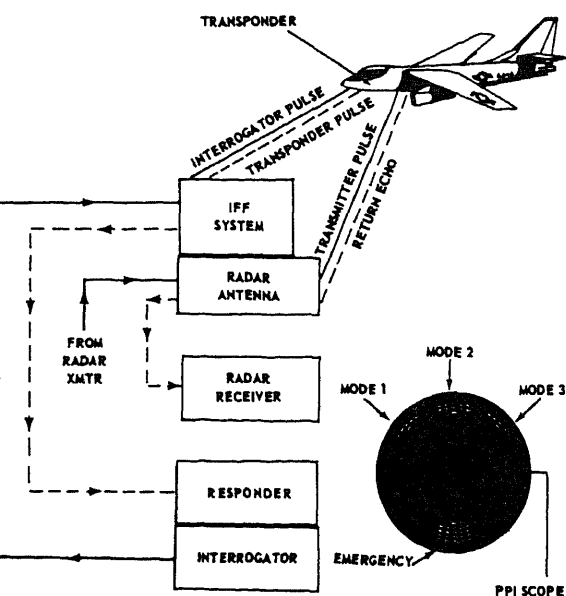 TRANSPONDER
INTERROGATOR PULSE
TRANSPONDER PULSE
TRANSMITTER PULSE
RETURN ECHO
IFF
SYSTEM
RADAR
ANTENNA
FROM
RADAR
XMTR
RADAR
RECEIVER
MODE 2
MODE 1
MODE 3
RESPONDER
INTERROGATOR
EMERGENCY
PPI SCOPE